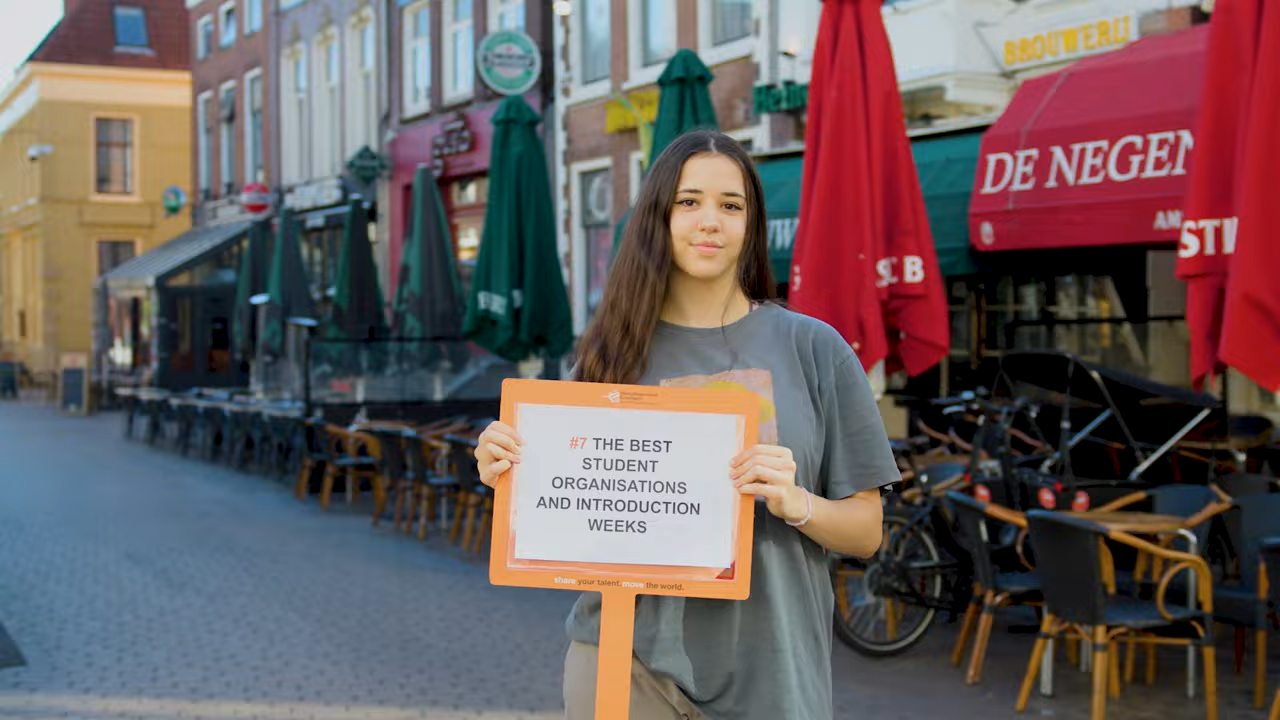 BROUWERIJ
DE NEGEN
#7 THE BEST
STUDENT
ORGANISATIONS
AND INTRODUCTION
WEEKS
share your talent. move the world.